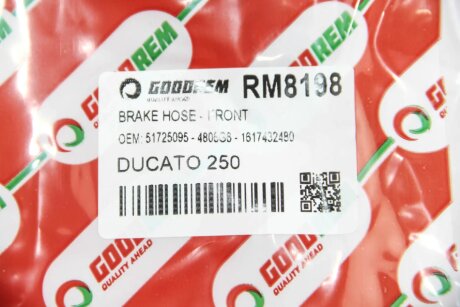 GOODREM
GOODREM RM8198
QUALITY AHEAD
BRAKE HOSE - FRONT
OEM: 51725095 - 4806G8 - 1617432480
DUCATO 250
GOODREM
QUALITY AHEAD
GOODREM
QUALITY AHEAD